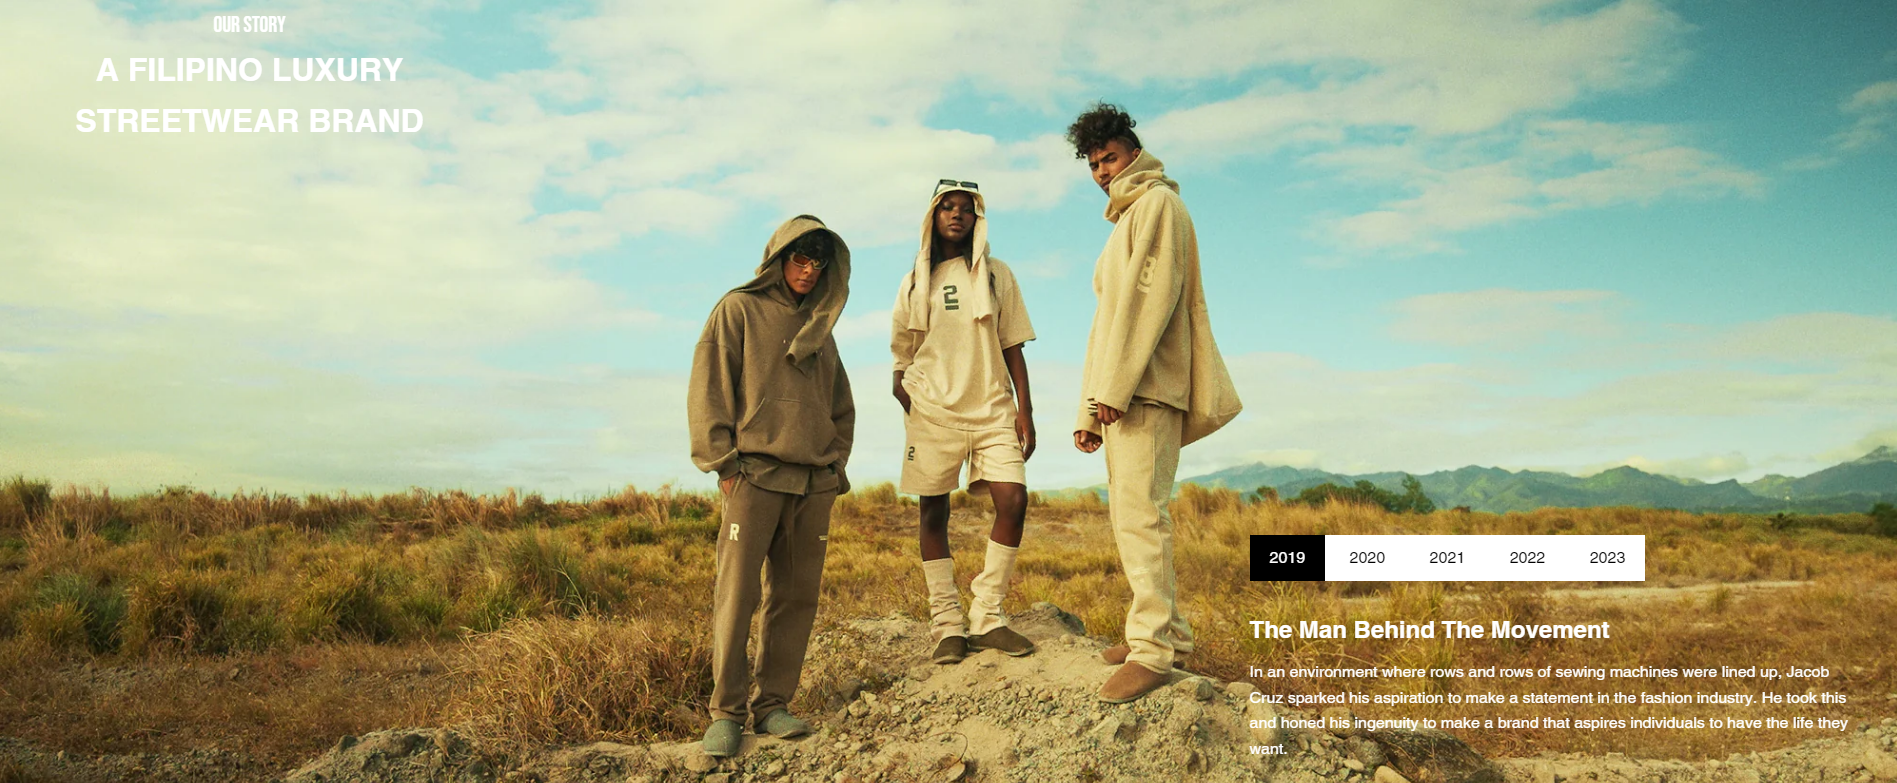 OUR STORY
A FILIPINO LUXURY
STREETWEAR BRAND
2
2
R
2019 2020 2021 2022 2023
The Man Behind The Movement
In an environment where rows and rows of sewing machines were lined up, Jacob
Cruz sparked his aspiration to make a statement in the fashion industry. He took this
and honed his ingenuity to make a brand that aspires individuals to have the life they
want.